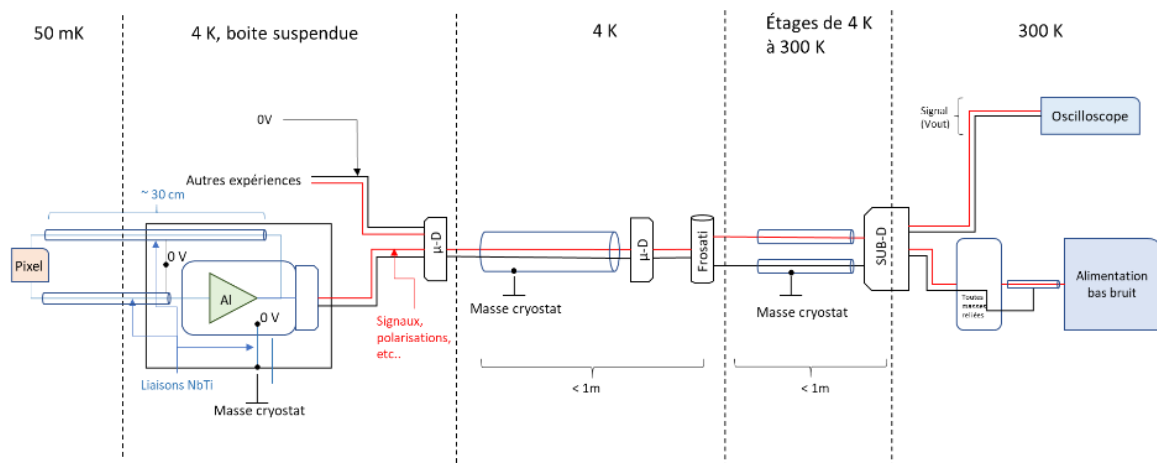 50 mK
4 K, boite suspendue
4 K
Étages de 4 K
à 300 K
300 K
0V
Autres expériences
~ 30 cm
Pixel
0 V
AI
0 V
Liaisons NbTi
Masse cryostat
Signaux,
polarisations,
etc..
µ-D
Masse cryostat
< 1m
µ-D
Frosati
Masse cryostat
< 1m
SUB-D
Signal
(Vout)
Oscilloscope
Toutes
masses
reliées
Alimentation
bas bruit